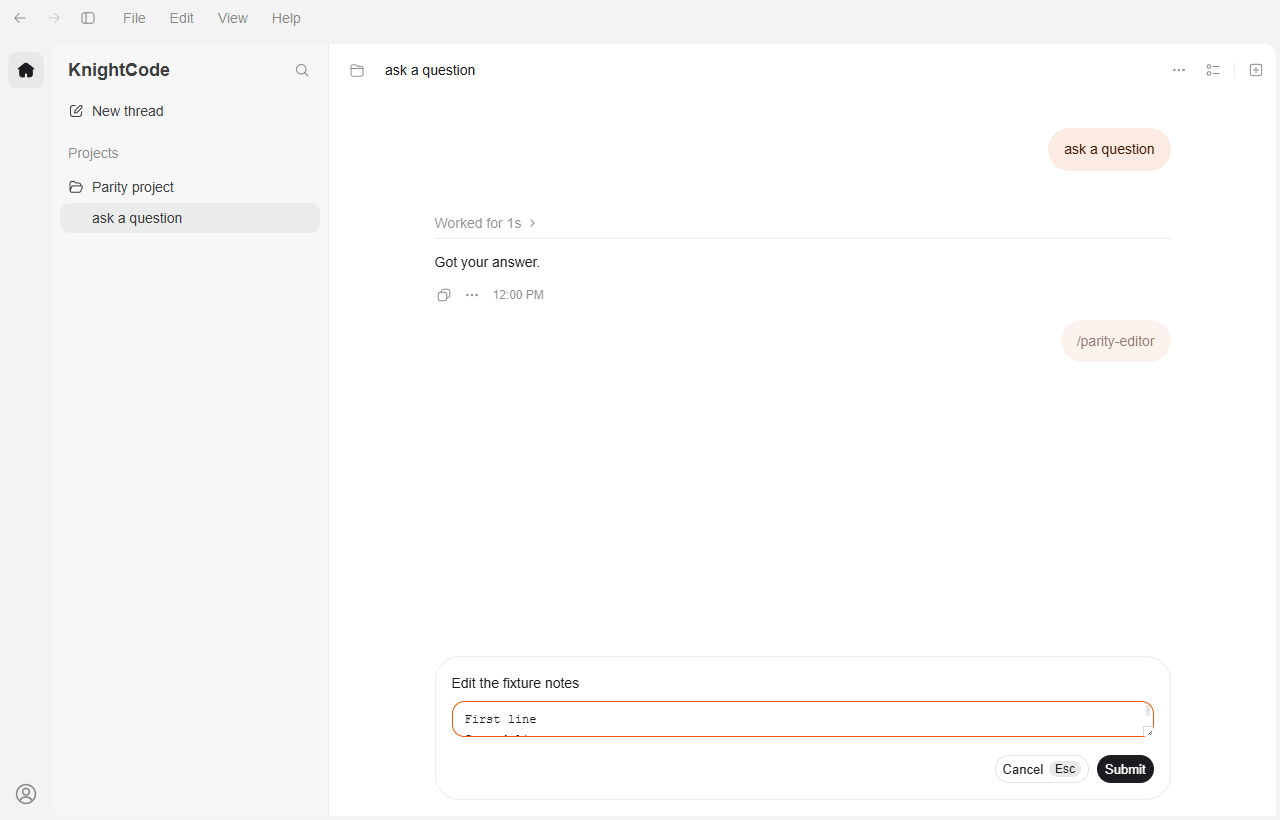 File Edit View Help
KnightCode
New thread
Projects
Parity project
ask a question
ask a question
ask a question
Worked for 1s
Got your answer.
12:00 PM
/parity-editor
Edit the fixture notes
First line
Cancel Esc Submit